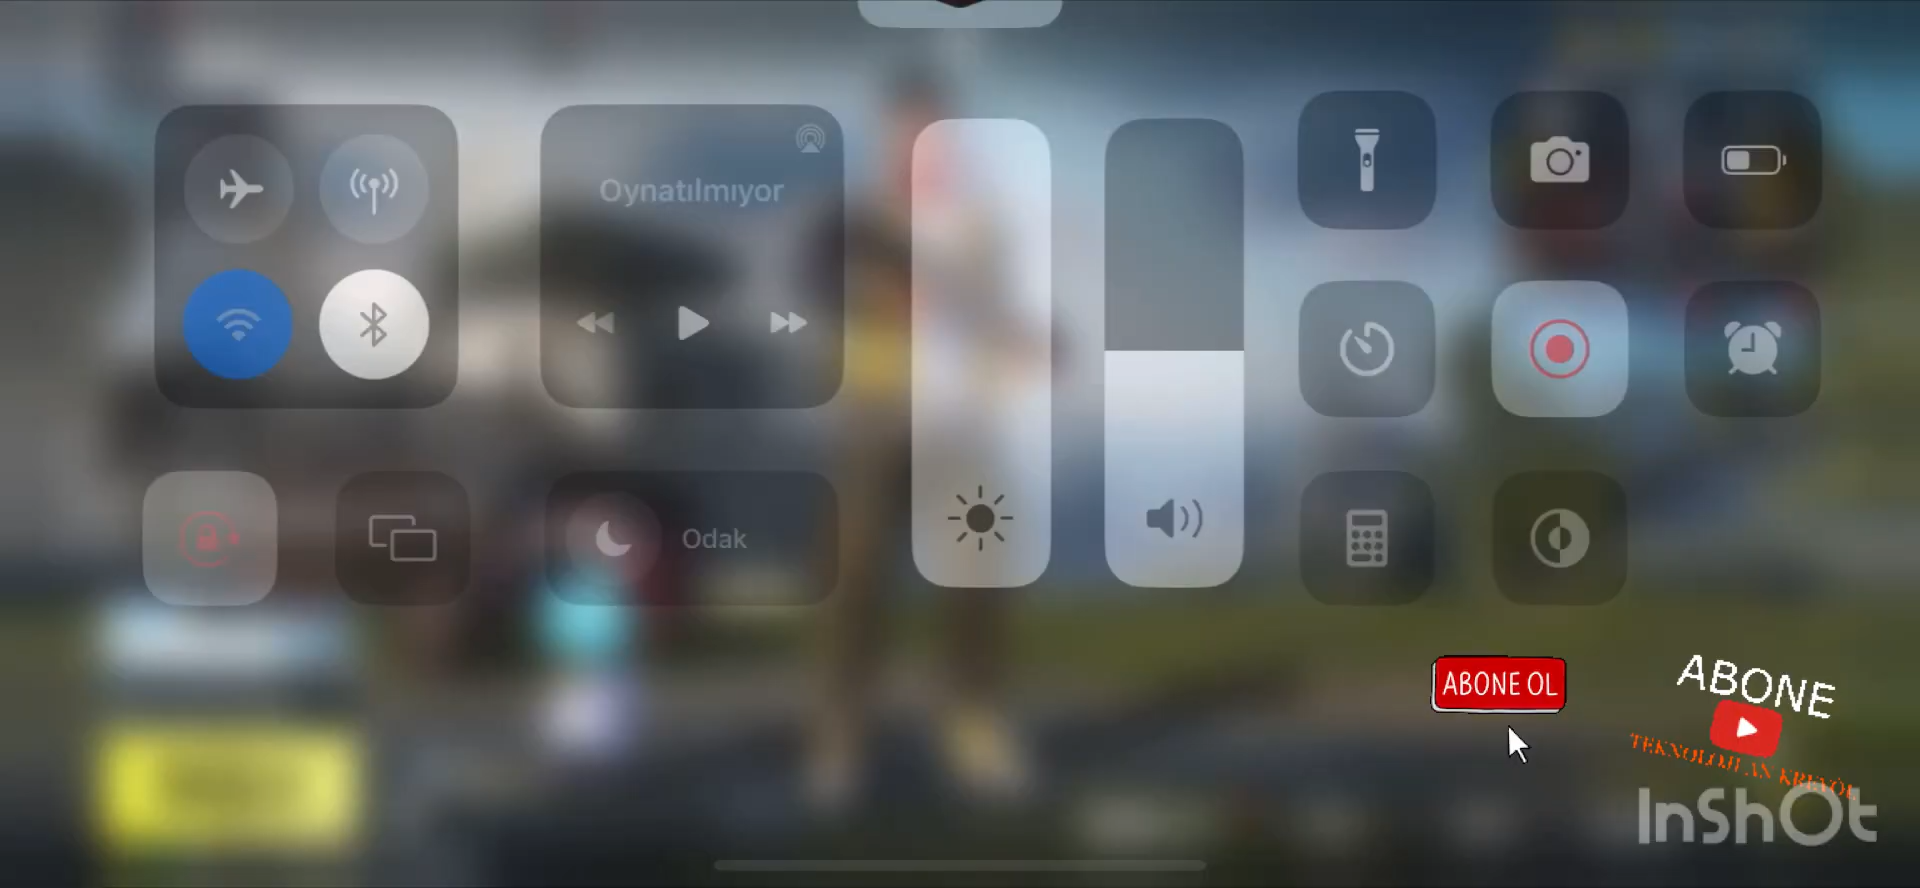 Oynatılmıyor
Odak
ABONE OL
ABONE
InShOt